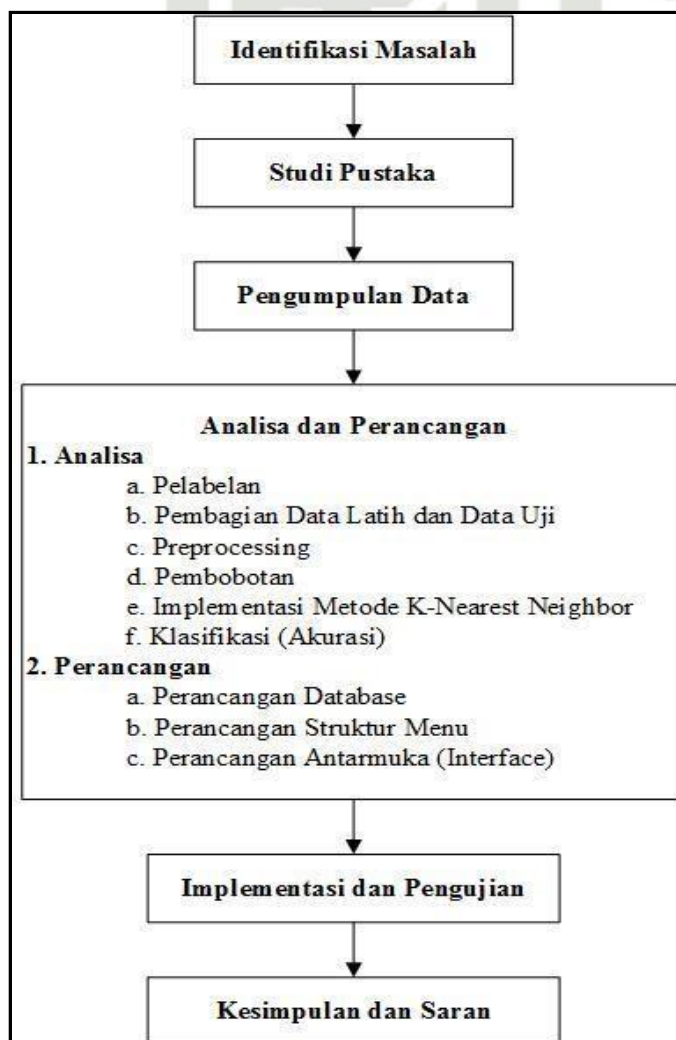 Identifikasi Masalah
Studi Pustaka
Pengumpulan Data
Analisa dan Perancangan
1. Analisa
a. Pelabelan
b. Pembagian Data Latih dan Data Uji
c. Preprocessing
d. Pembobotan
e. Implementasi Metode K-Nearest Neighbor
f. Klasifikasi (Akurasi)
2. Perancangan
a. Perancangan Database
b. Perancangan Struktur Menu
c. Perancangan Antarmuka (Interface)
Implementasi dan Pengujian
Kesimpulan dan Saran